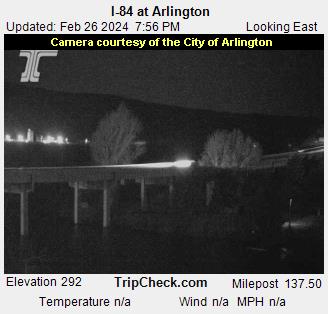 I-84 at Arlington
Updated: Feb 26 2024 7:56 PM Looking East
Camera courtesy of the City of Arlington
Elevation 292 TripCheck.com Milepost 137.50
Temperature n/a Wind n/a MPH n/a